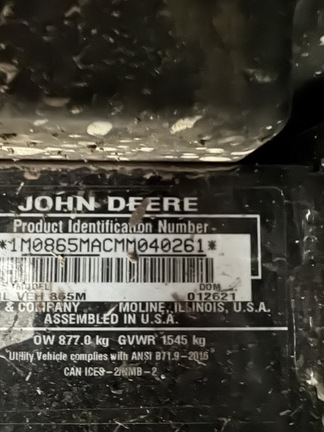 JOHN DEERE
Product Identification Number
*1M0865MACMM040261*
MODEL DOM
VEH 865M 012621
& COMPANY MOLINE, ILLINOIS, U.S.A.
ASSEMBLED IN U.S.A.
OW 877.0 kg GVWR 1545 kg
Utility Vehicle complies with ANSI B71.9-2016
CAN ICES-2/NMB-2